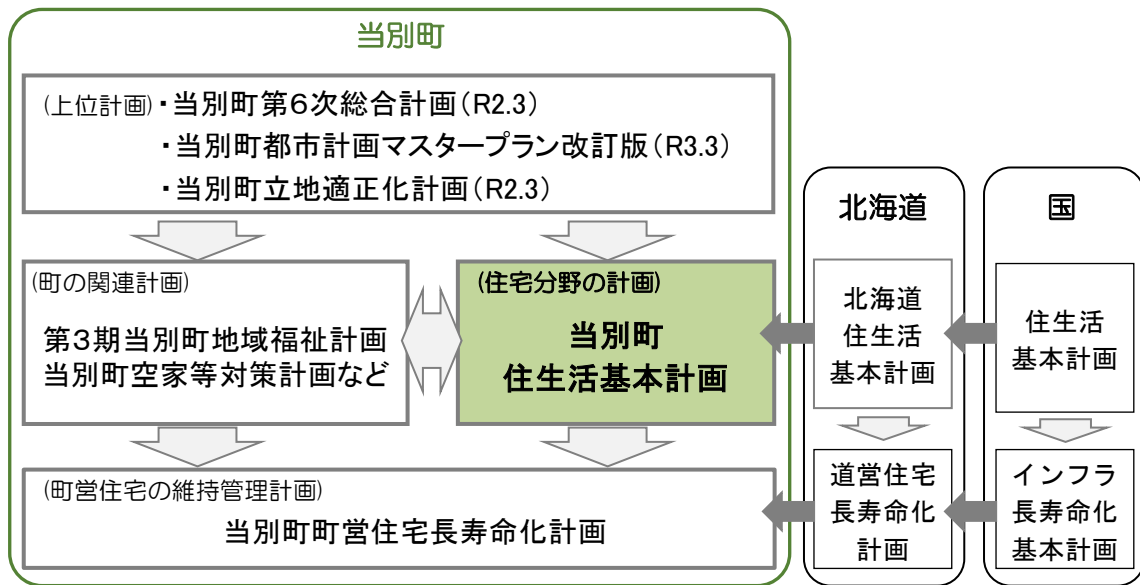 当別町
(上位計画)・当別町第6次総合計画(R2.3)
・当別町都市計画マスタープラン改訂版(R3.3)
・当別町立地適正化計画(R2.3)
(町の関連計画)
第3期当別町地域福祉計画
当別町空家等対策計画など
(住宅分野の計画)
当別町
住生活基本計画
(町営住宅の維持管理計画)
当別町町営住宅長寿命化計画
北海道
北海道
住生活
基本計画
道営住宅
長寿命化
計画
国
住生活
基本計画
インフラ
長寿命化
基本計画